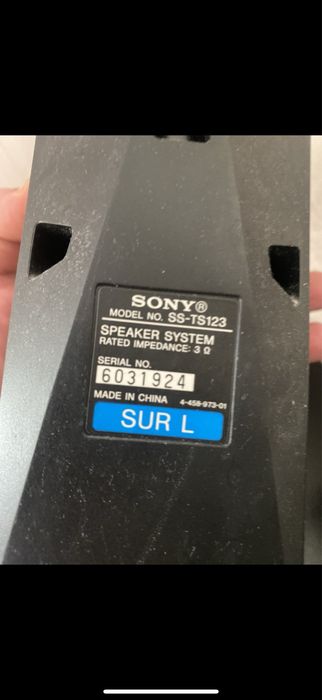 SONY®
MODEL NO. SS-TS123
SPEAKER SYSTEM
RATED IMPEDANCE: 3 Ω
SERIAL NO.
6031924
MADE IN CHINA 4-458-973-01
SUR L